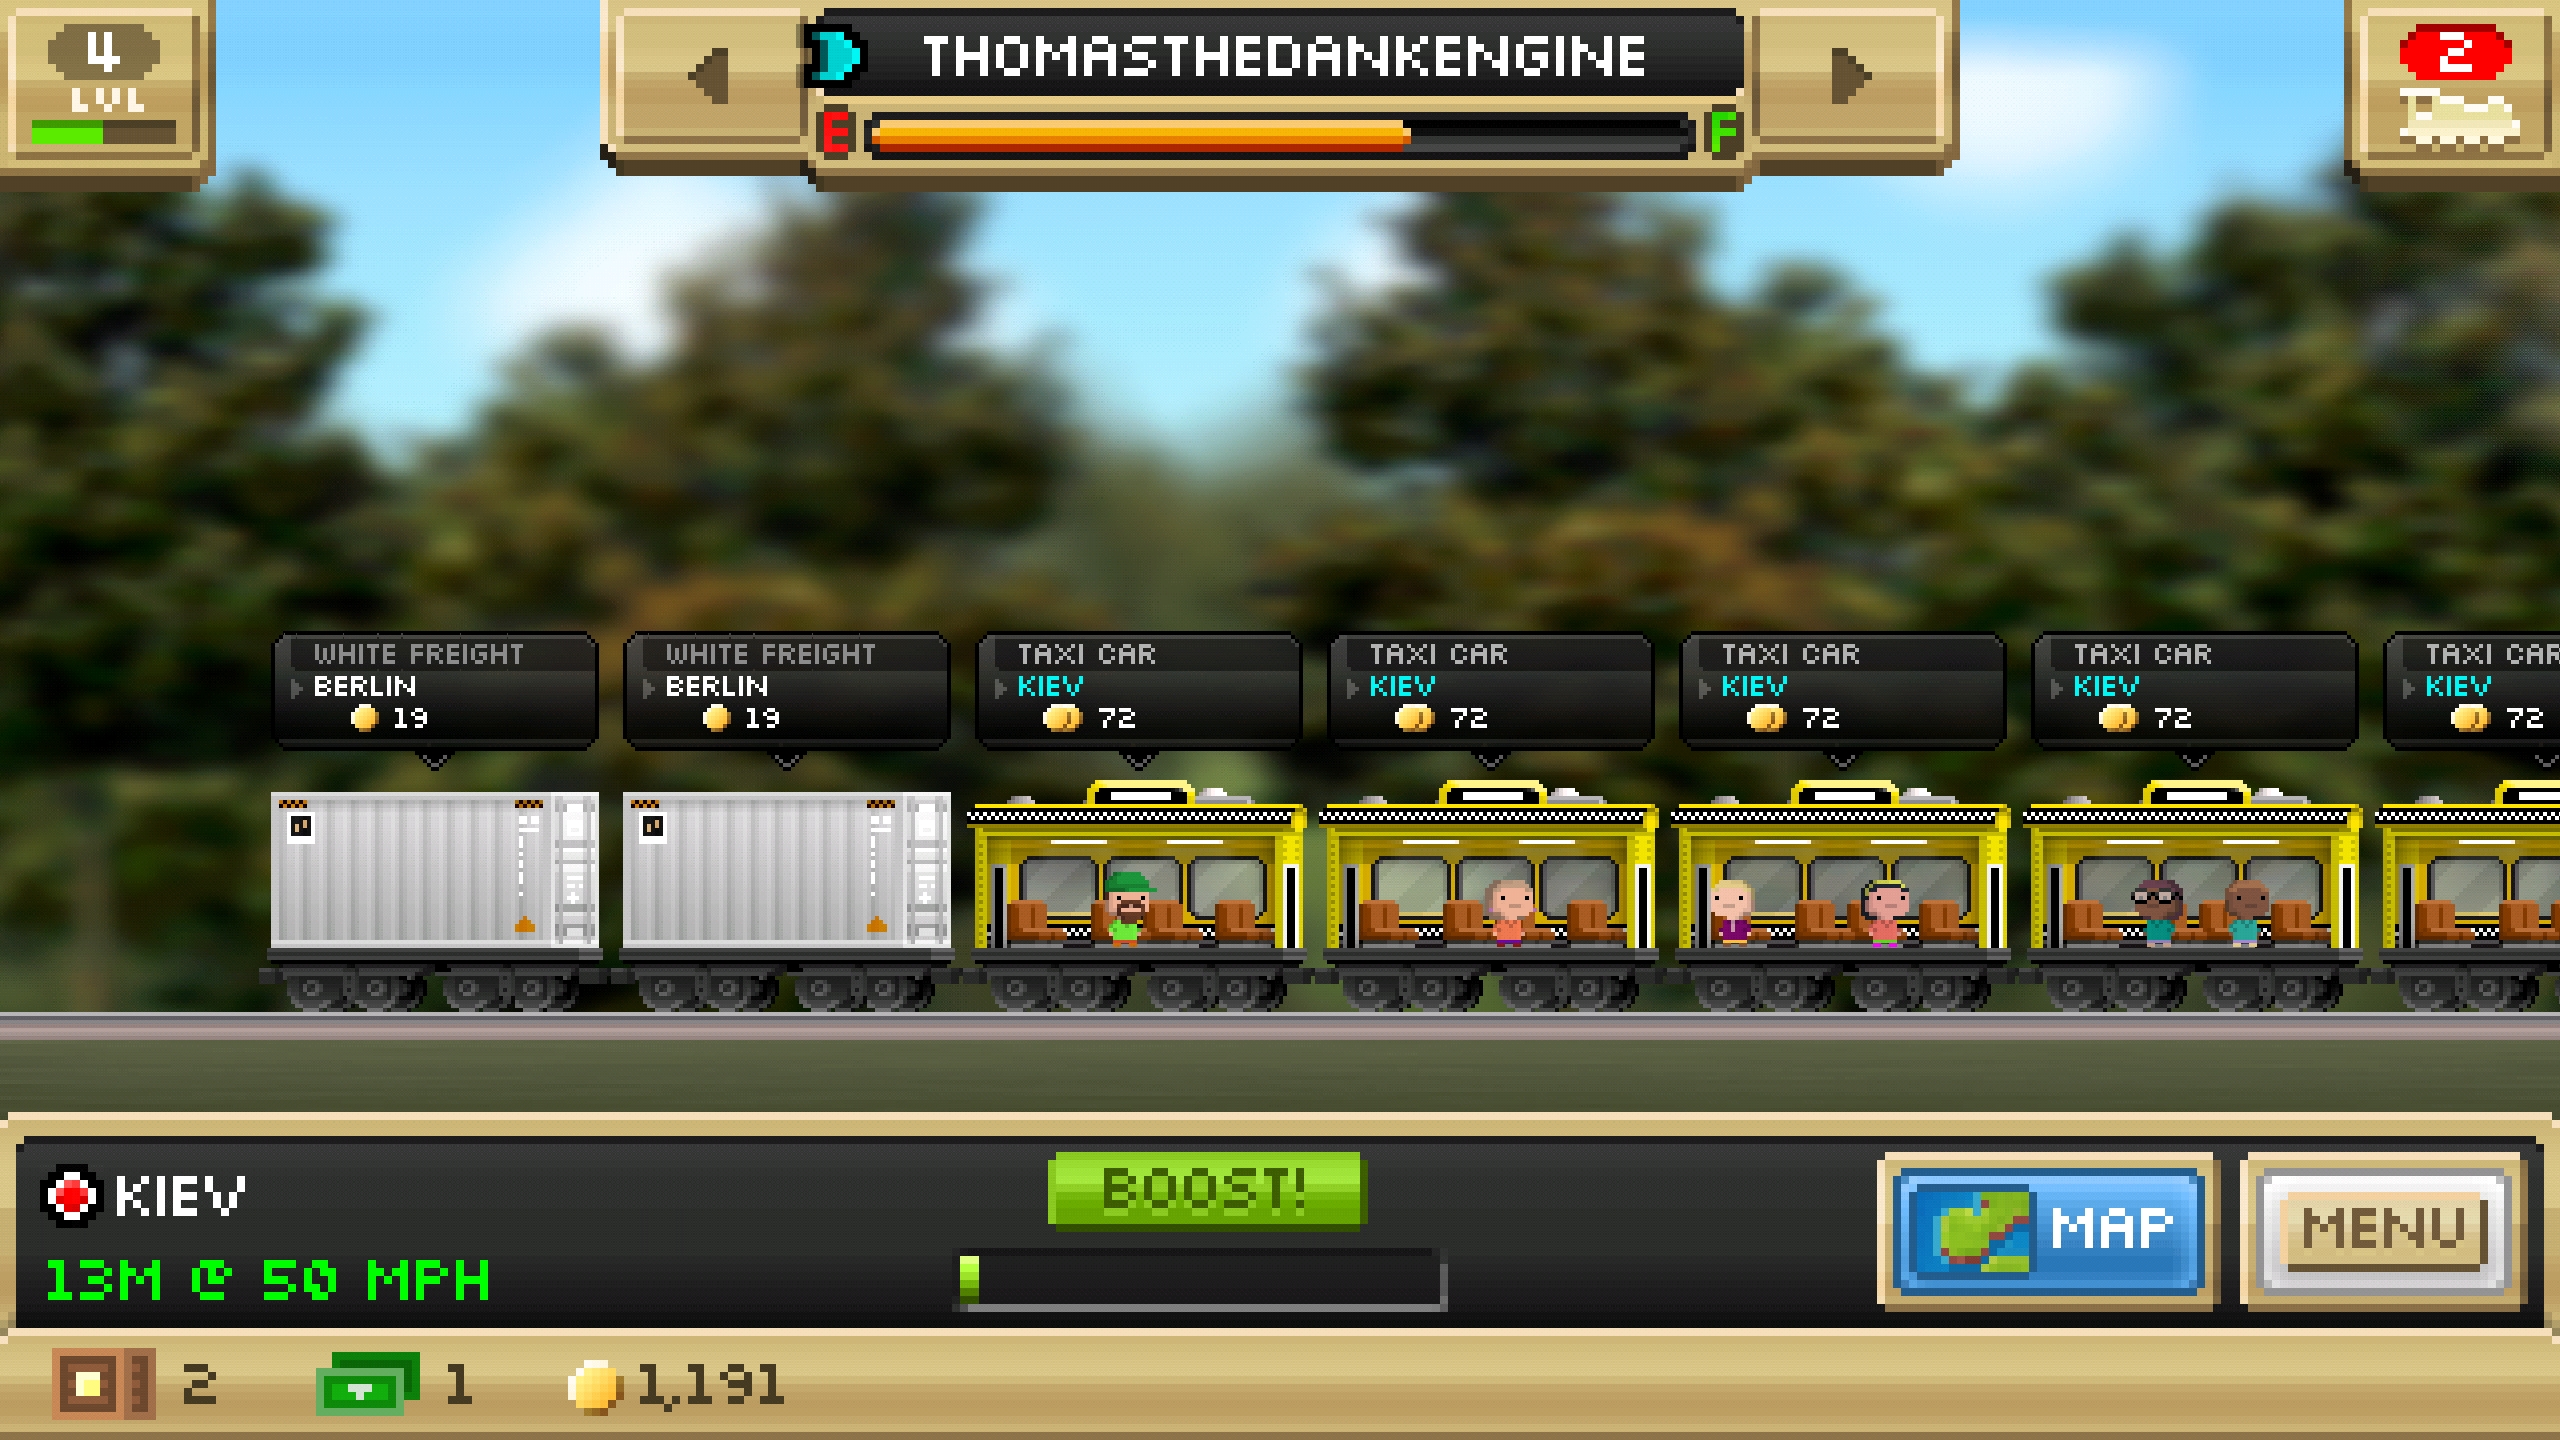 4
LVL
THOMASTHEDANKENGINE
E
F
2
WHITE FREIGHT
BERLIN
19
WHITE FREIGHT
BERLIN
19
TAXI CAR
KIEV
72
TAXI CAR
KIEV
72
TAXI CAR
KIEV
72
TAXI CAR
KIEV
72
TAXI CAR
KIEV
72
KIEV
13M @ 50 MPH
BOOST!
MAP
MENU
2
1
1,191